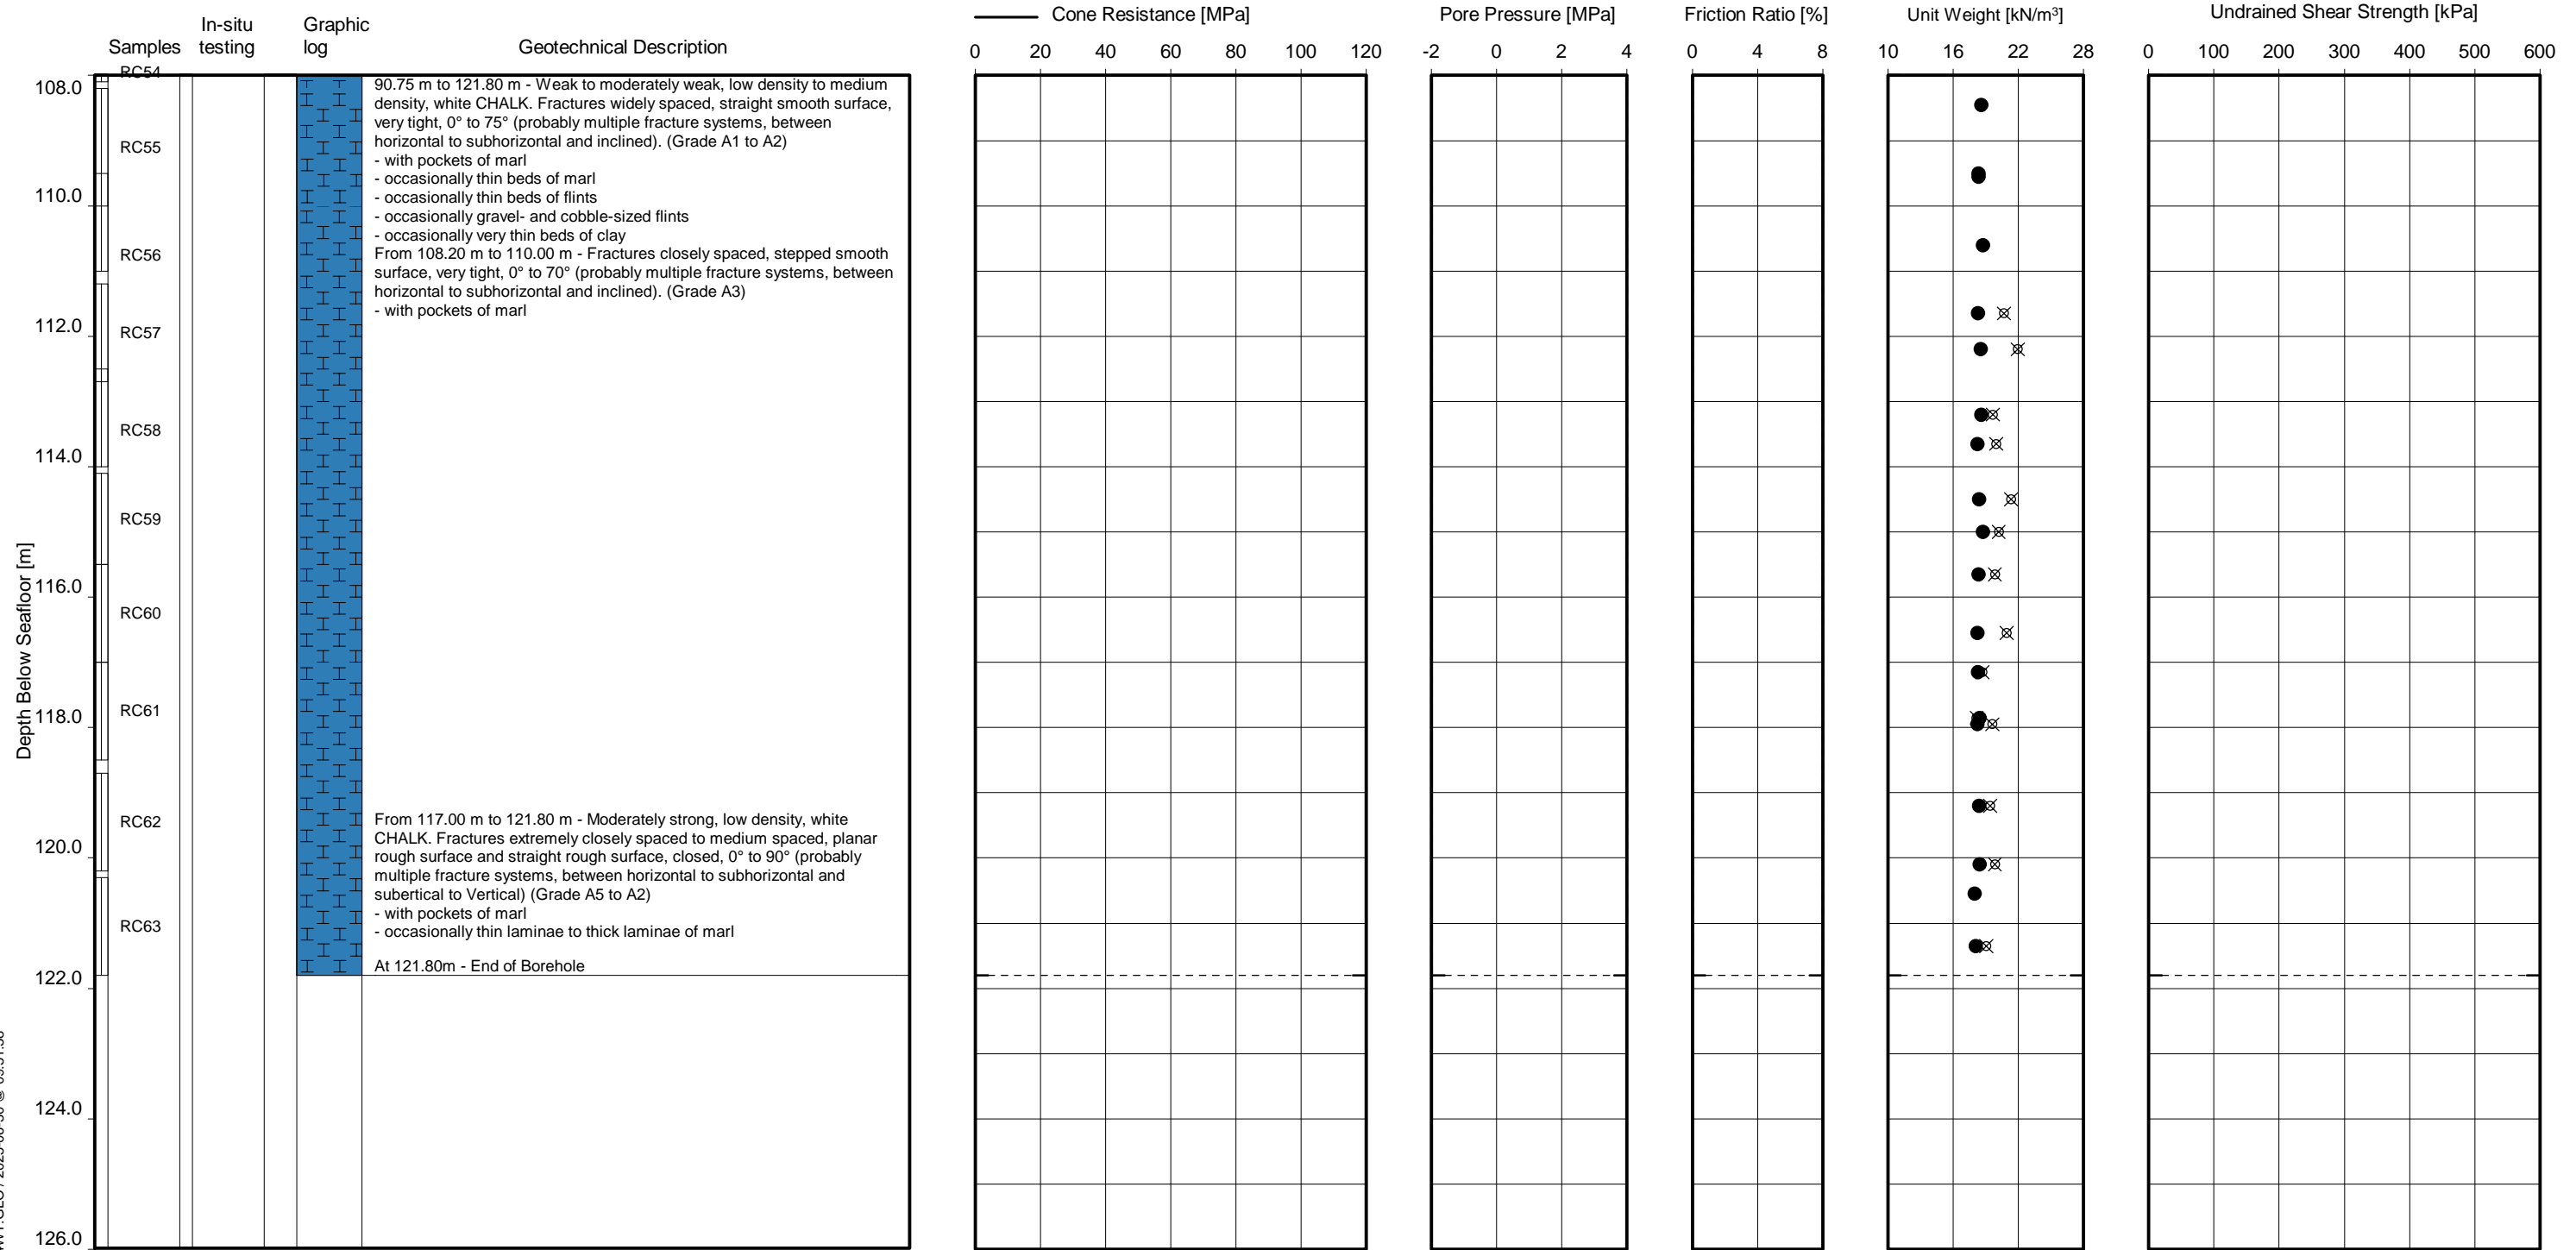 In-situ
testing
Graphic
log
Samples
Geotechnical Description
Cone Resistance [MPa]
0 20 40 60 80 100 120
Pore Pressure [MPa]
-2 0 2 4
Friction Ratio [%]
0 4 8
Unit Weight [kN/m³]
10 16 22 28
Undrained Shear Strength [kPa]
0 100 200 300 400 500 600
Depth Below Seafloor [m]
108.0
110.0
112.0
114.0
116.0
118.0
120.0
122.0
124.0
126.0
RC54
RC55
RC56
RC57
RC58
RC59
RC60
RC61
RC62
RC63
90.75 m to 121.80 m - Weak to moderately weak, low density to medium
density, white CHALK. Fractures widely spaced, straight smooth surface,
very tight, 0° to 75° (probably multiple fracture systems, between
horizontal to subhorizontal and inclined). (Grade A1 to A2)
- with pockets of marl
- occasionally thin beds of marl
- occasionally thin beds of flints
- occasionally gravel- and cobble-sized flints
- occasionally very thin beds of clay
From 108.20 m to 110.00 m - Fractures closely spaced, stepped smooth
surface, very tight, 0° to 70° (probably multiple fracture systems, between
horizontal to subhorizontal and inclined). (Grade A3)
- with pockets of marl
From 117.00 m to 121.80 m - Moderately strong, low density, white
CHALK. Fractures extremely closely spaced to medium spaced, planar
rough surface and straight rough surface, closed, 0° to 90° (probably
multiple fracture systems, between horizontal to subhorizontal and
subertical to Vertical) (Grade A5 to A2)
- with pockets of marl
- occasionally thin laminae to thick laminae of marl
At 121.80m - End of Borehole